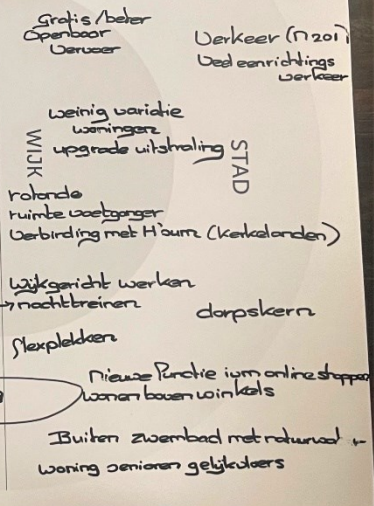 Gratis/beter
Openbaar
Vervoer
Verkeer (n201)
Veel eenrichtings
verkeer
weinig variatie
woningen
upgrade uitstraling
WIJK
STAD
rotonde
ruimte voetganger
Verbinding met H'sum (Kerkelanden)
Wijkgericht werken
→ nachttreinen
dorpskern
flexplekken
nieuwe functie ivm online shoppen
wonen boven winkels
Buiten zwembad met natuurbad
woning senioren gelijkvloers